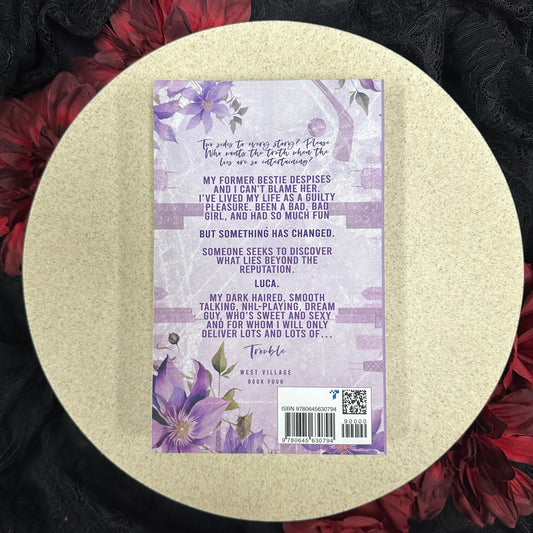 Two sides to every story? Please
Who wants the truth when the
lies are so entertaining?
MY FORMER BESTIE DESPISES
AND I CAN'T BLAME HER.
I'VE LIVED MY LIFE AS A GUILTY
PLEASURE. BEEN A BAD, BAD
GIRL, AND HAD SO MUCH FUN
BUT SOMETHING HAS CHANGED.
SOMEONE SEEKS TO DISCOVER
WHAT LIES BEYOND THE
REPUTATION.
LUCA.
MY DARK HAIRED, SMOOTH
TALKING, NHL-PLAYING, DREAM
GUY, WHO'S SWEET AND SEXY
AND FOR WHOM I WILL ONLY
DELIVER LOTS AND LOTS OF...
Trouble
WEST VILLAGE
BOOK FOUR
ISBN 9780645630794
90000
9 780645 630794